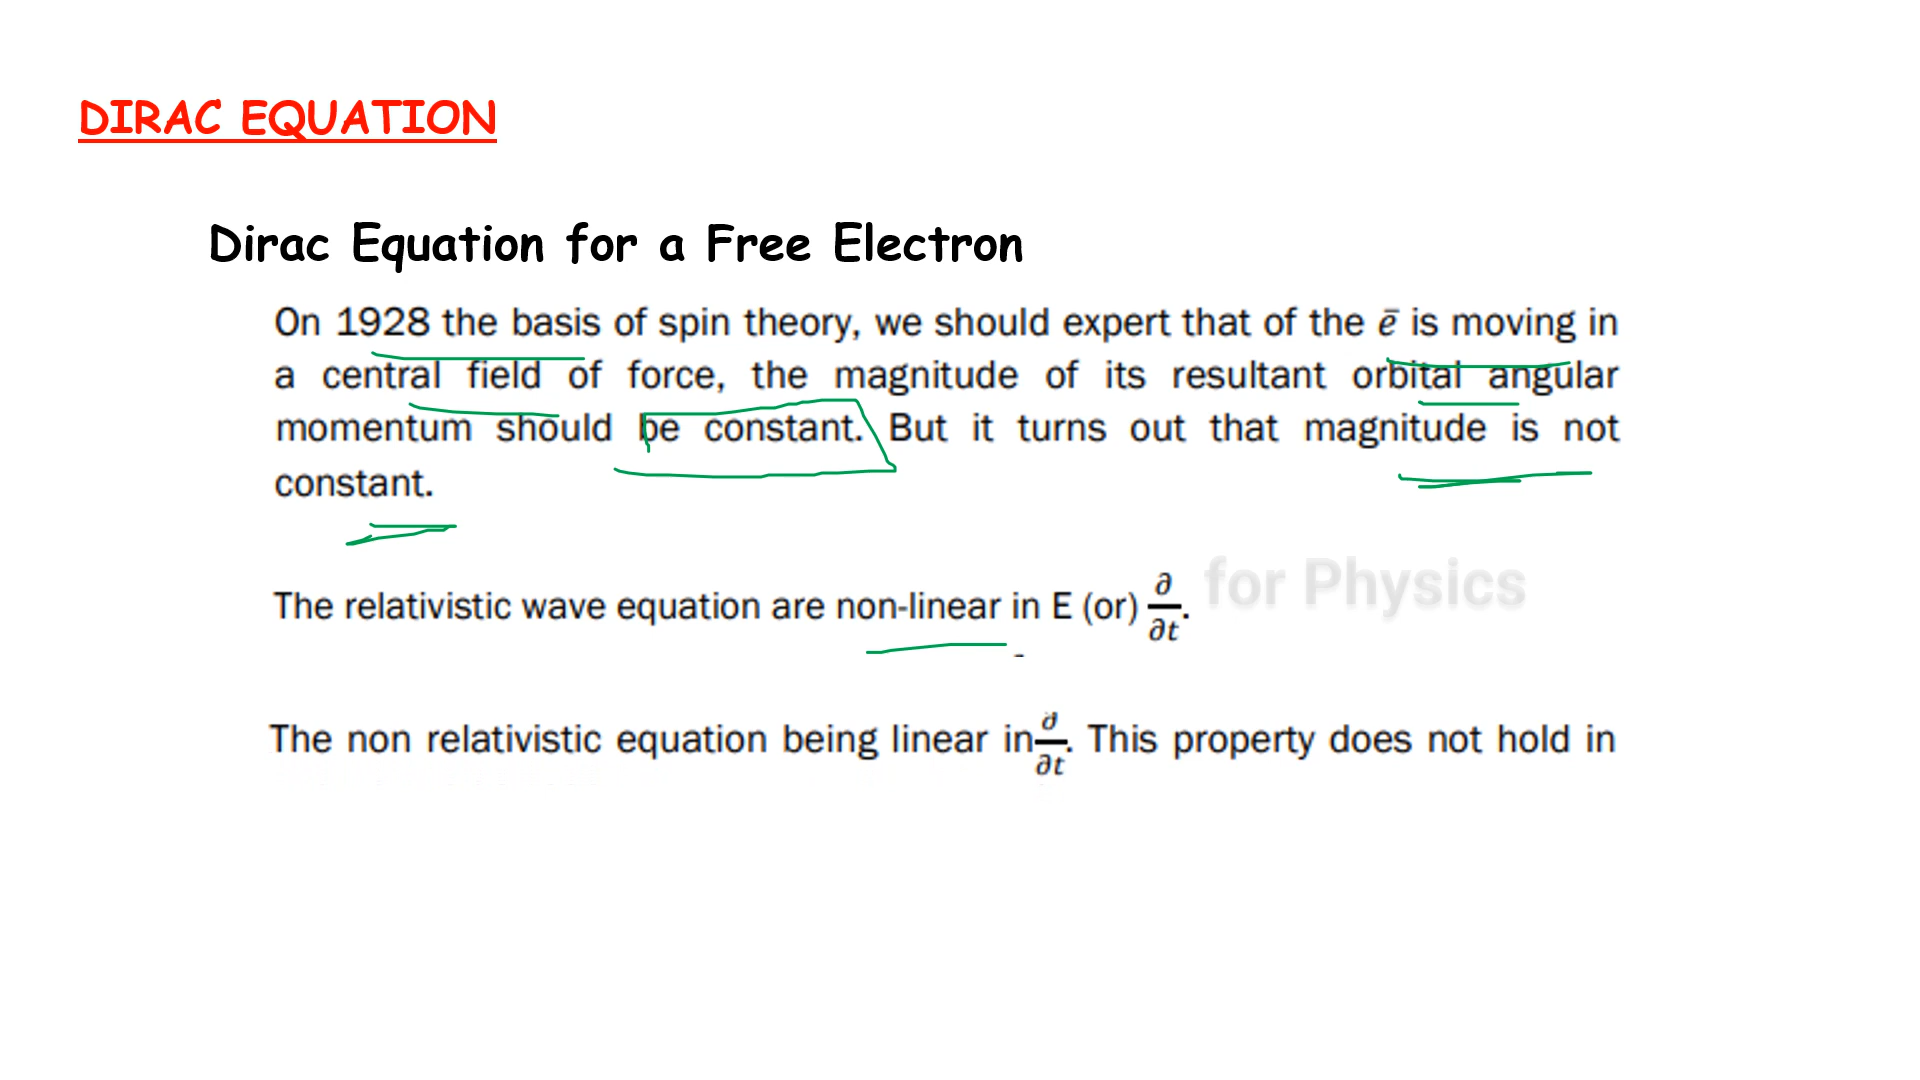 DIRAC EQUATION
Dirac Equation for a Free Electron
On 1928 the basis of spin theory, we should expert that of the ē is moving in
a central field of force, the magnitude of its resultant orbital angular
momentum should be constant. But it turns out that magnitude is not
constant.
The relativistic wave equation are non-linear in E (or) ∂/∂t.
for Physics
The non relativistic equation being linear in ∂/∂t. This property does not hold in